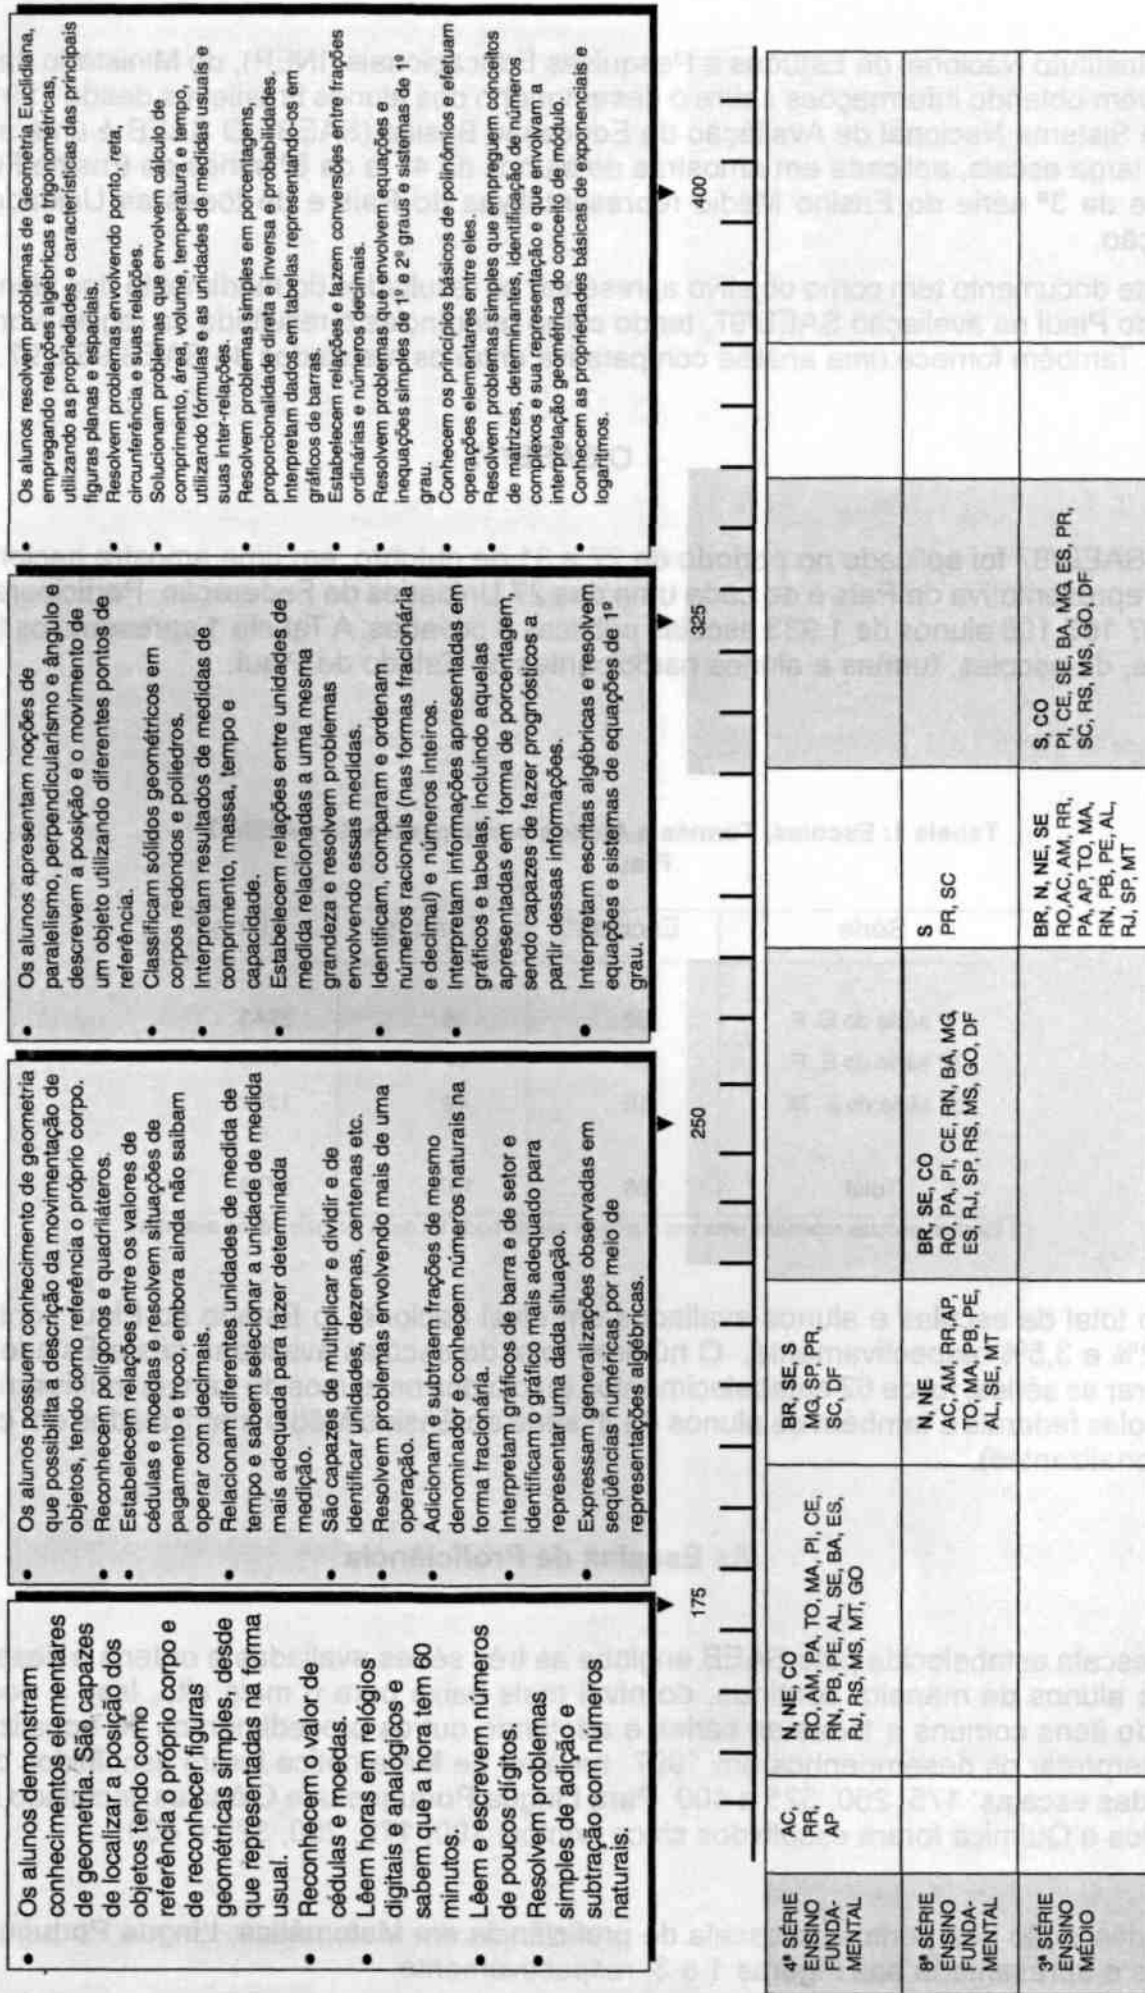 • Os alunos demonstram
conhecimentos elementares
de geometria. São capazes
de localizar a posição dos
objetos tendo como
referência o próprio corpo e
de reconhecer figuras
geométricas simples, desde
que representadas na forma
usual.
• Reconhecem o valor de
cédulas e moedas.
• Lêem horas em relógios
digitais e analógicos e
sabem que a hora tem 60
minutos.
• Lêem e escrevem números
de poucos dígitos.
• Resolvem problemas
simples de adição e
subtração com números
naturais.
• Os alunos possuem conhecimento de geometria
que possibilita descrição da movimentação de
objetos, tendo como referência o próprio corpo.
• Reconhecem polígonos e quadriláteros.
• Estabelecem relações entre os valores de
cédulas e moedas e resolvem situações de
pagamento e troco, embora ainda não saibam
operar com decimais.
• Relacionam diferentes unidades de medida de
tempo e sabem selecionar a unidade de medida
mais adequada para fazer determinada
medição.
• São capazes de multiplicar e dividir e de
identificar unidades, dezenas, centenas etc.
• Resolvem problemas envolvendo mais de uma
operação.
• Adicionam e subtraem frações de mesmo
denominador e conhecem números naturais na
forma fracionária.
• Interpretam gráficos de barra e de setor e
identificam o gráfico mais adequado para
representar uma dada situação.
• Expressam generalizações observadas em
seqüências numéricas por meio de
representações algébricas.
• Os alunos apresentam noções de
paralelismo, perpendicularismo e ângulo e
descrevem a posição e o movimento de
um objeto utilizando diferentes pontos de
referência.
• Classificam sólidos geométricos em
corpos redondos e poliedros.
• Interpretam resultados de medidas de
comprimento, massa, tempo e
capacidade.
• Estabelecem relações entre unidades de
medida relacionadas a uma mesma
grandeza e resolvem problemas
envolvendo essas medidas.
• Identificam, comparam e ordenam
números racionais (nas formas fracionária
e decimal) e números inteiros.
• Interpretam informações apresentadas em
gráficos e tabelas, incluindo aquelas
apresentadas em forma de porcentagem,
sendo capazes de fazer prognósticos a
partir dessas informações.
• Interpretam escritas algébricas e resolvem
equações e sistemas de equações de 1º
grau.
• Os alunos resolvem problemas de Geometria Euclidiana,
empregando relações algébricas e trigonométricas,
utilizando as propriedades e características das principais
figuras planas e espaciais.
• Resolvem problemas envolvendo ponto, reta,
circunferência e suas relações.
• Solucionam problemas que envolvem cálculo de
comprimento, área, volume, temperatura e tempo,
utilizando fórmulas e as unidades de medidas usuais e
suas inter-relações.
• Resolvem problemas simples em porcentagens,
proporcionalidade direta e inversa e probabilidades.
• Interpretam dados em tabelas representando-os em
gráficos de barras.
• Estabelecem relações e fazem conversões entre frações
ordinárias e números decimais.
• Resolvem problemas que envolvem equações e
inequações simples de 1º e 2º graus e sistemas de 1º
grau.
• Conhecem os princípios básicos de polinômios e efetuam
operações elementares entre eles.
• Resolvem problemas simples que empreguem conceitos
de matrizes, determinantes, identificação de números
complexos e sua representação e que envolvam a
interpretação geométrica do conceito de módulo.
• Conhecem as propriedades básicas de exponenciais e
logaritmos.
175 250 325 400
4ª SÉRIE
ENSINO
FUNDA-
MENTAL
AC,
RR,
AP
N, NE, CO
RO, AM, PA, TO, MA, PI, CE,
RN, PB, PE, AL, SE, BA, ES,
RJ, RS, MS, MT, GO
BR, SE, S
MG, SP, PR,
SC, DF
8ª SÉRIE
ENSINO
FUNDA-
MENTAL
N, NE
AC, AM, RR, AP,
TO, MA, PB, PE,
AL, SE, MT
BR, SE, CO
RO, PA, PI, CE, RN, BA, MG,
ES, RJ, SP, RS, MS, GO, DF
S
PR, SC
3ª SÉRIE
ENSINO
MÉDIO
BR, N, NE, SE
RO, AC, AM, RR,
PA, AP, TO, MA,
RN, PB, PE, AL,
RJ, SP, MT
S, CO
PI, CE, SE, BA, MG, ES, PR,
SC, RS, MS, GO, DF